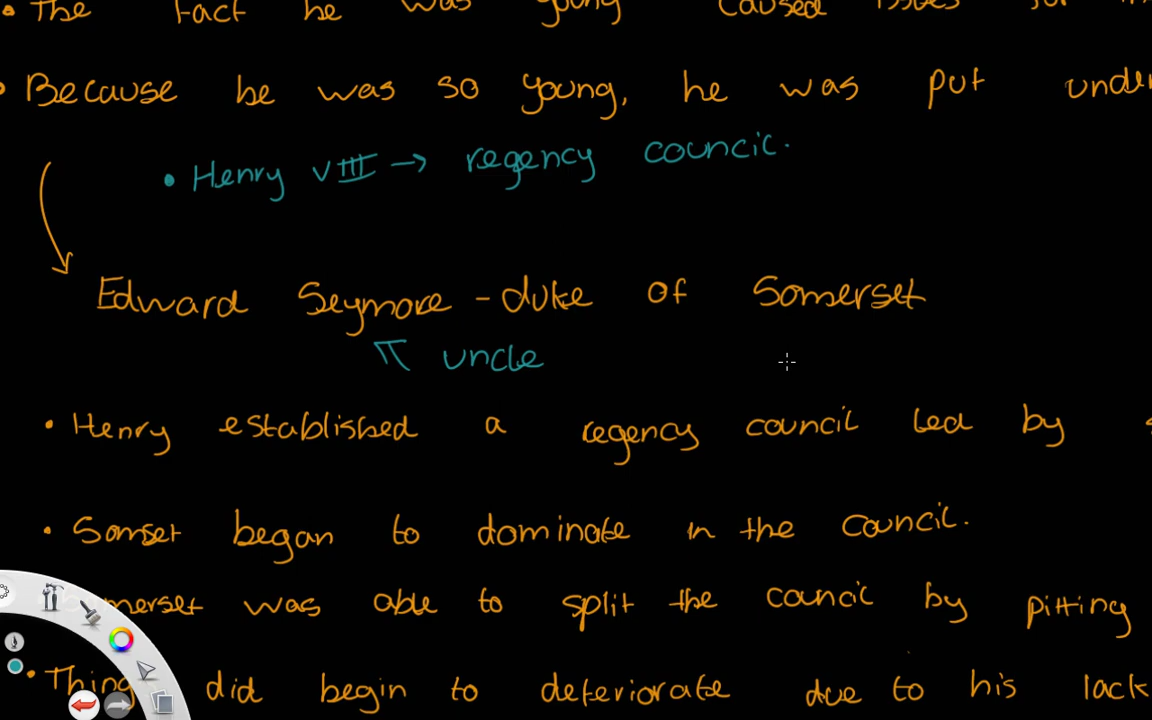 • The fact he was young caused issues for
• Because he was so young, he was put under
• Henry VIII → regency council.
Edward Seymore - duke of Somerset
uncle
• Henry established a regency council led by
• Somset began to dominate in the council.
merset was able to split the council by pitting
• Thing did begin to deteriorate due to his lack